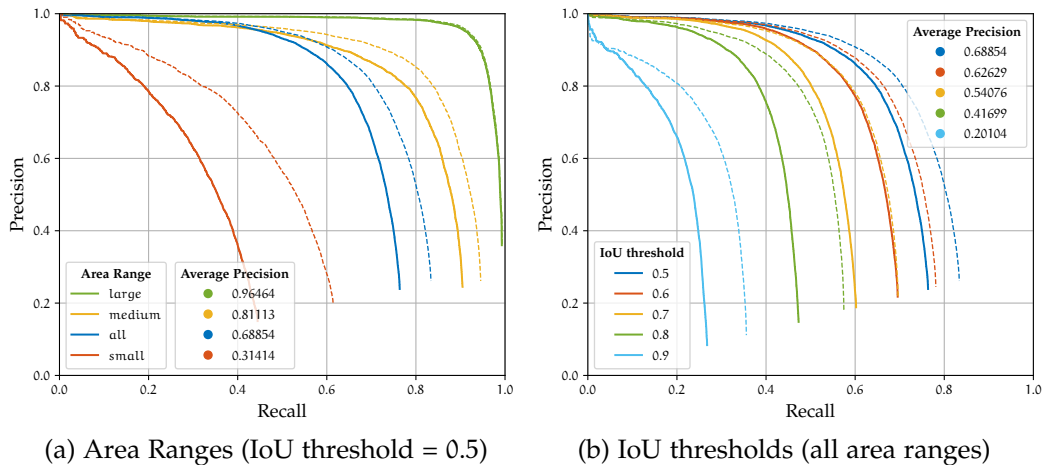 1.0
0.8
0.6
0.4
0.2
0.0
Precision
Area Range
large
medium
all
small
Average Precision
0.96464
0.81113
0.68854
0.31414
0.0 0.2 0.4 0.6 0.8 1.0
Recall
(a) Area Ranges (IoU threshold = 0.5)
1.0
0.8
0.6
0.4
0.2
0.0
Precision
Average Precision
0.68854
0.62629
0.54076
0.41699
0.20104
IoU threshold
0.5
0.6
0.7
0.8
0.9
0.0 0.2 0.4 0.6 0.8 1.0
Recall
(b) IoU thresholds (all area ranges)